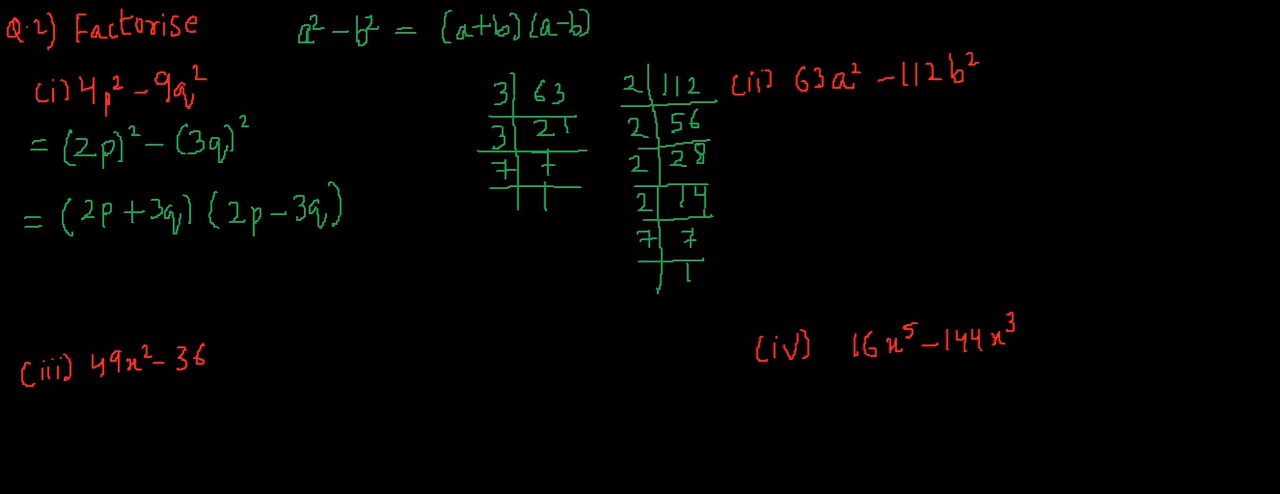 Q.2) Factorise
a² - b² = (a+b)(a-b)
(i) 4p² - 9q²
= (2p)² - (3q)²
= (2p + 3q) (2p - 3q)
3 | 63
3 | 21
7 | 7
| 1
2 | 112
2 | 56
2 | 28
2 | 14
7 | 7
| 1
(ii) 63a² - 112b²
(iii) 49x² - 36
(iv) 16x⁵ - 144x³